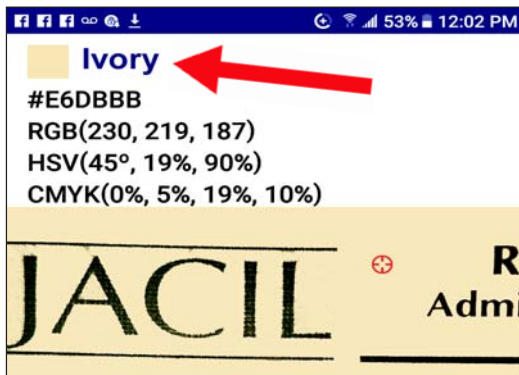 53% 12:02 PM
Ivory
#E6DBBB
RGB(230, 219, 187)
HSV(45º, 19%, 90%)
CMYK(0%, 5%, 19%, 10%)
JACIL
R
Admi